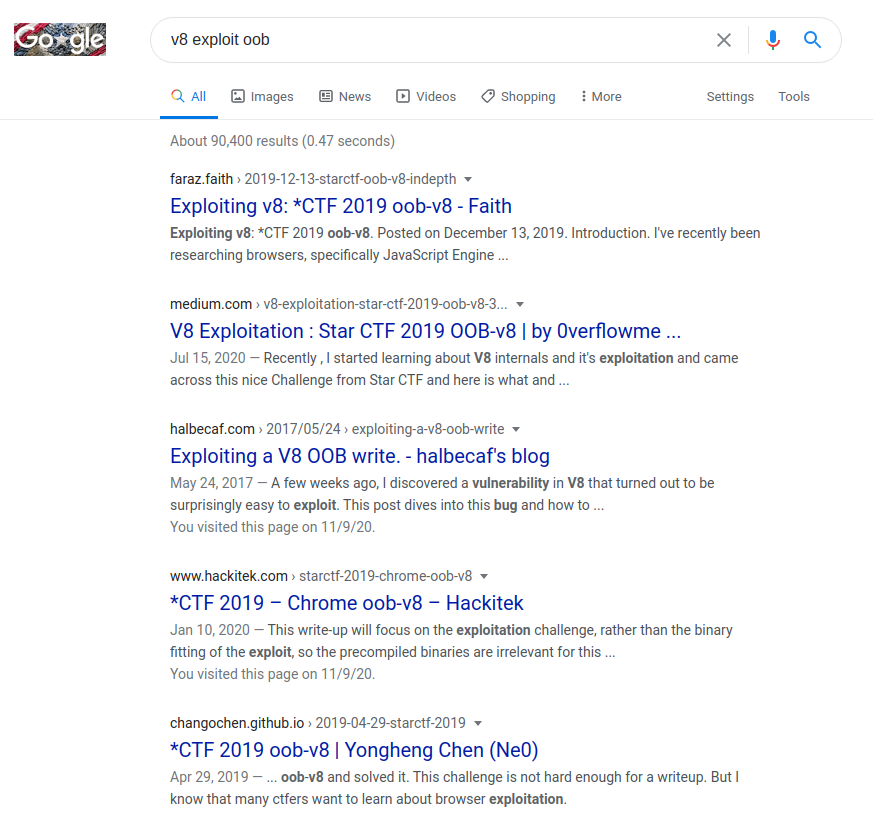 Google
v8 exploit oob
All Images News Videos Shopping More Settings Tools
About 90,400 results (0.47 seconds)
faraz.faith › 2019-12-13-starctf-oob-v8-indepth
Exploiting v8: *CTF 2019 oob-v8 - Faith
Exploiting v8: *CTF 2019 oob-v8. Posted on December 13, 2019. Introduction. I've recently been
researching browsers, specifically JavaScript Engine ...
medium.com › v8-exploitation-star-ctf-2019-oob-v8-3...
V8 Exploitation : Star CTF 2019 OOB-v8 | by 0verflowme ...
Jul 15, 2020 — Recently , I started learning about V8 internals and it's exploitation and came
across this nice Challenge from Star CTF and here is what and ...
halbecaf.com › 2017/05/24 › exploiting-a-v8-oob-write
Exploiting a V8 OOB write. - halbecaf's blog
May 24, 2017 — A few weeks ago, I discovered a vulnerability in V8 that turned out to be
surprisingly easy to exploit. This post dives into this bug and how to ...
You visited this page on 11/9/20.
www.hackitek.com › starctf-2019-chrome-oob-v8
*CTF 2019 – Chrome oob-v8 – Hackitek
Jan 10, 2020 — This write-up will focus on the exploitation challenge, rather than the binary
fitting of the exploit, so the precompiled binaries are irrelevant for this ...
You visited this page on 11/9/20.
changochen.github.io › 2019-04-29-starctf-2019
*CTF 2019 oob-v8 | Yongheng Chen (Ne0)
Apr 29, 2019 — ... oob-v8 and solved it. This challenge is not hard enough for a writeup. But I
know that many ctfers want to learn about browser exploitation.